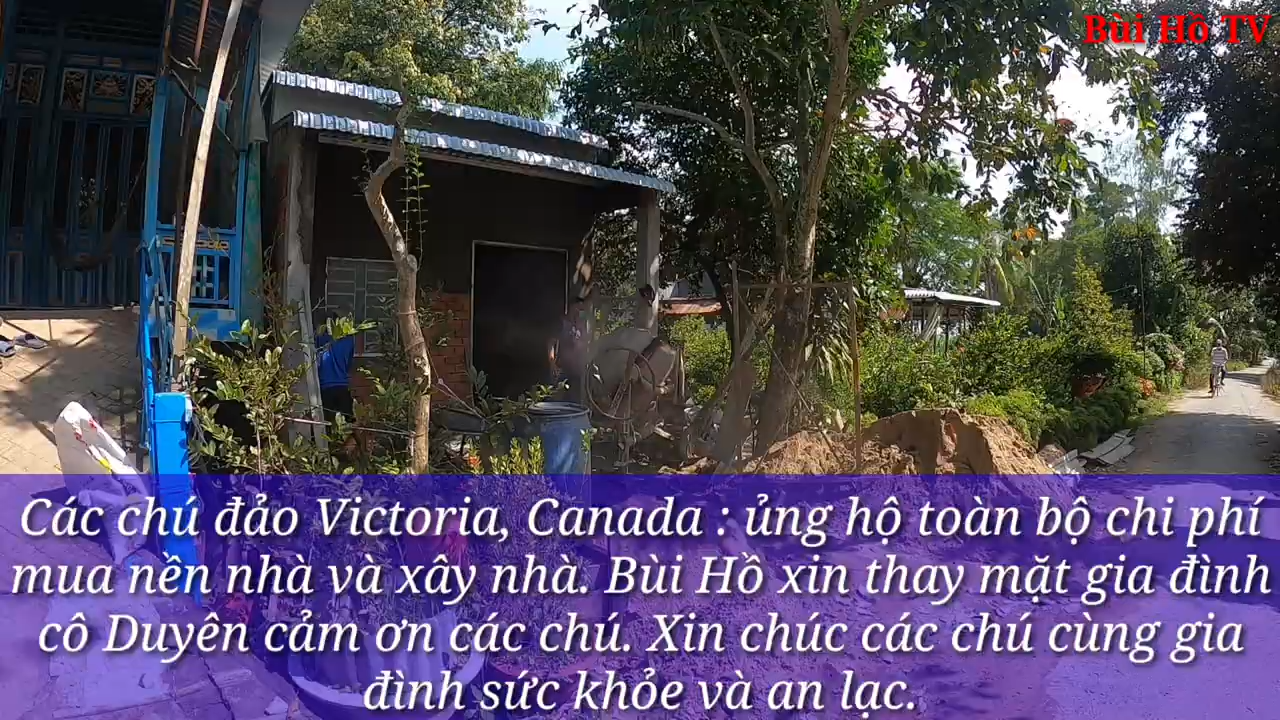 Bùi Hồ TV
Các chú đảo Victoria, Canada : ủng hộ toàn bộ chi phí
mua nền nhà và xây nhà. Bùi Hồ xin thay mặt gia đình
cô Duyên cảm ơn các chú. Xin chúc các chú cùng gia
đình sức khỏe và an lạc.